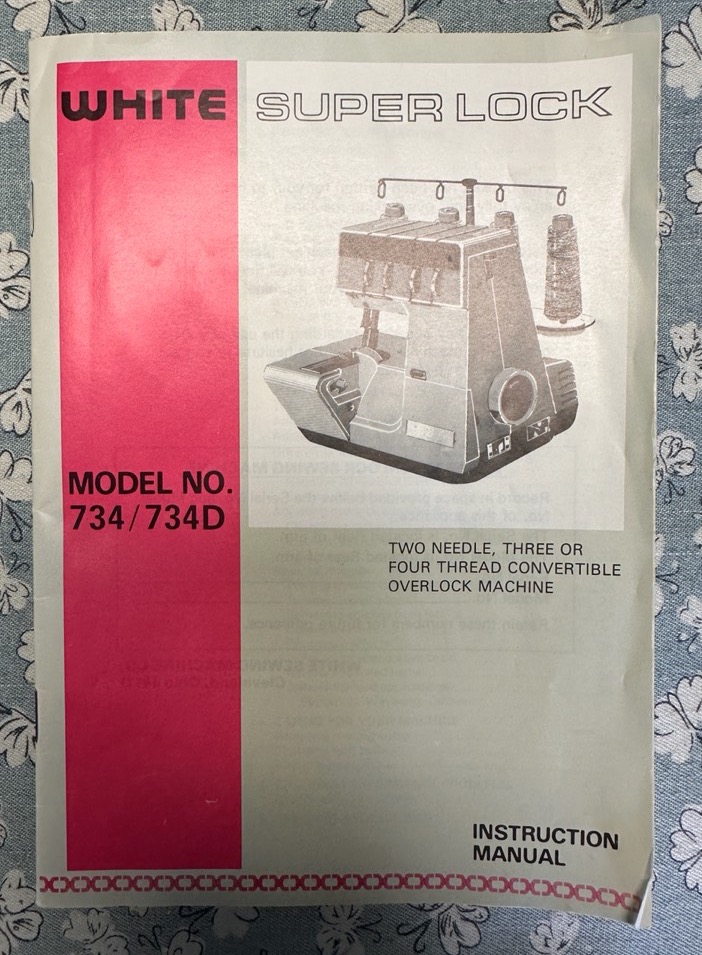 WHITE SUPER LOCK
MODEL NO.
734/734D
TWO NEEDLE, THREE OR
FOUR THREAD CONVERTIBLE
OVERLOCK MACHINE
INSTRUCTION
MANUAL